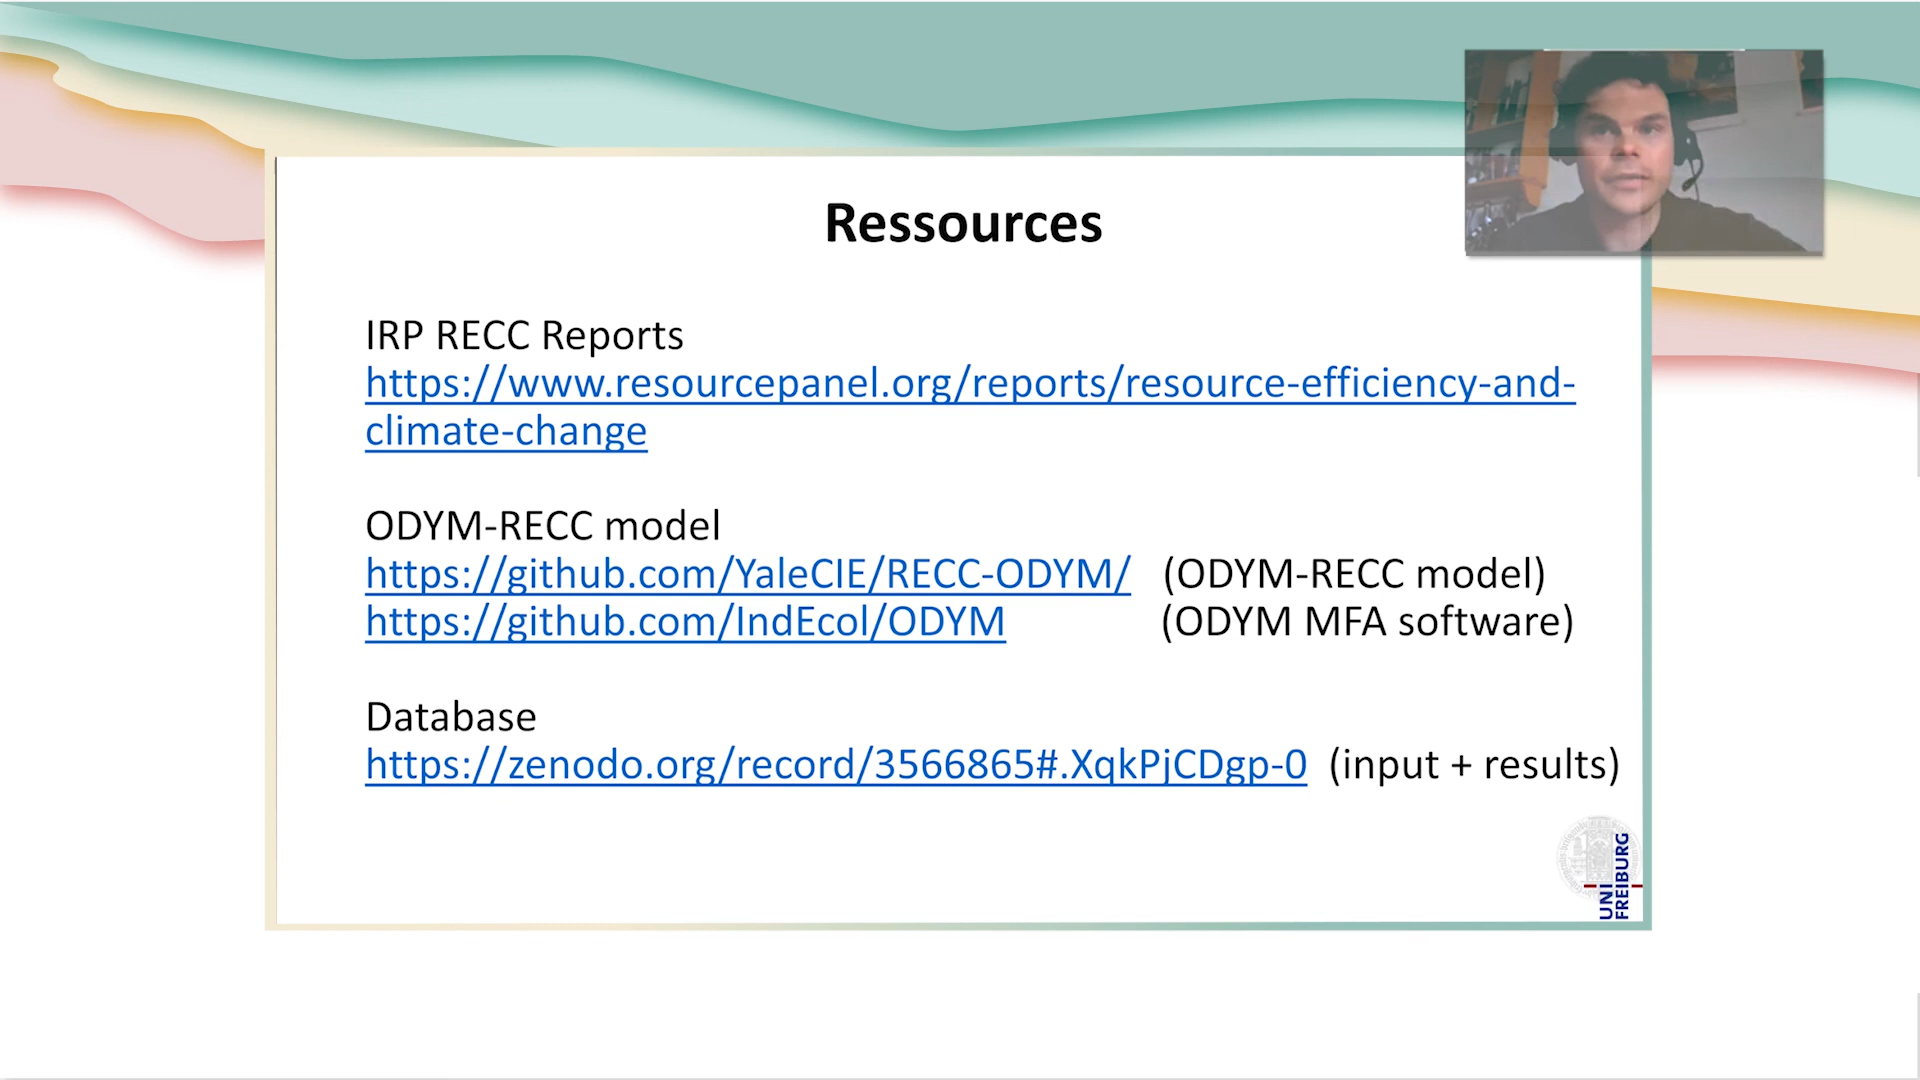 Ressources
IRP RECC Reports
https://www.resourcepanel.org/reports/resource-efficiency-and-
climate-change
ODYM-RECC model
https://github.com/YaleCIE/RECC-ODYM/ (ODYM-RECC model)
https://github.com/IndEcol/ODYM (ODYM MFA software)
Database
https://zenodo.org/record/3566865#.XqkPjCDgp-0 (input + results)
UNI
FREIBURG